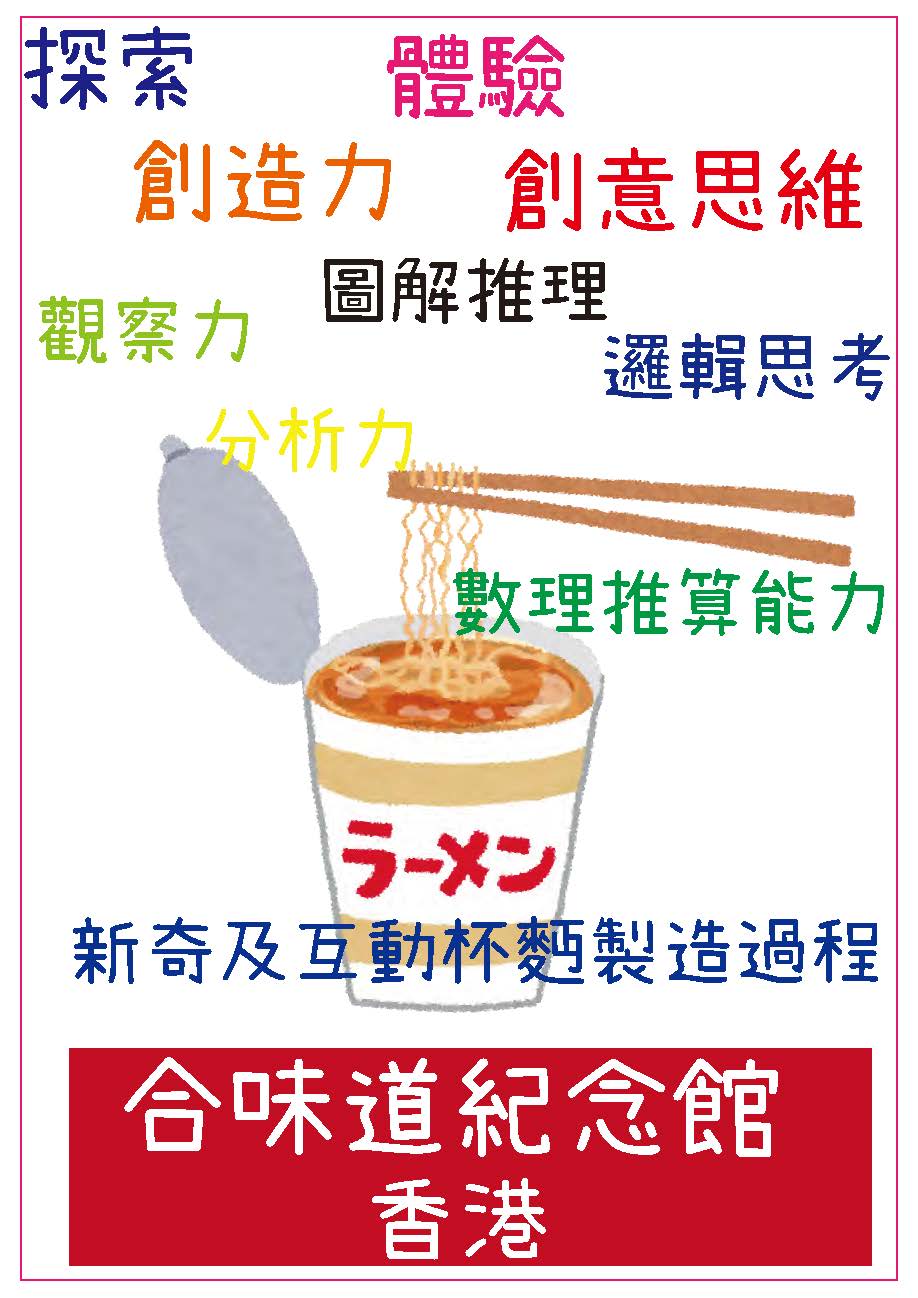 探索
體驗
創造力
創意思維
圖解推理
觀察力
邏輯思考
分析力
數理推算能力
ラーメン
新奇及互動杯麵製造過程
合味道紀念館
香港